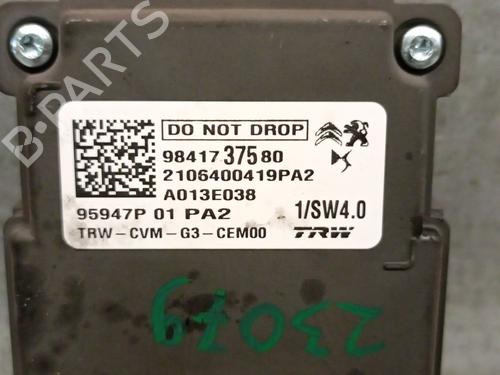 B-PARTS
DO NOT DROP
98417 375 80
2106400419PA2
A013E038
95947P 01 PA2 1/SW4.0
TRW-CVM-G3-CEM00 TRW
23079